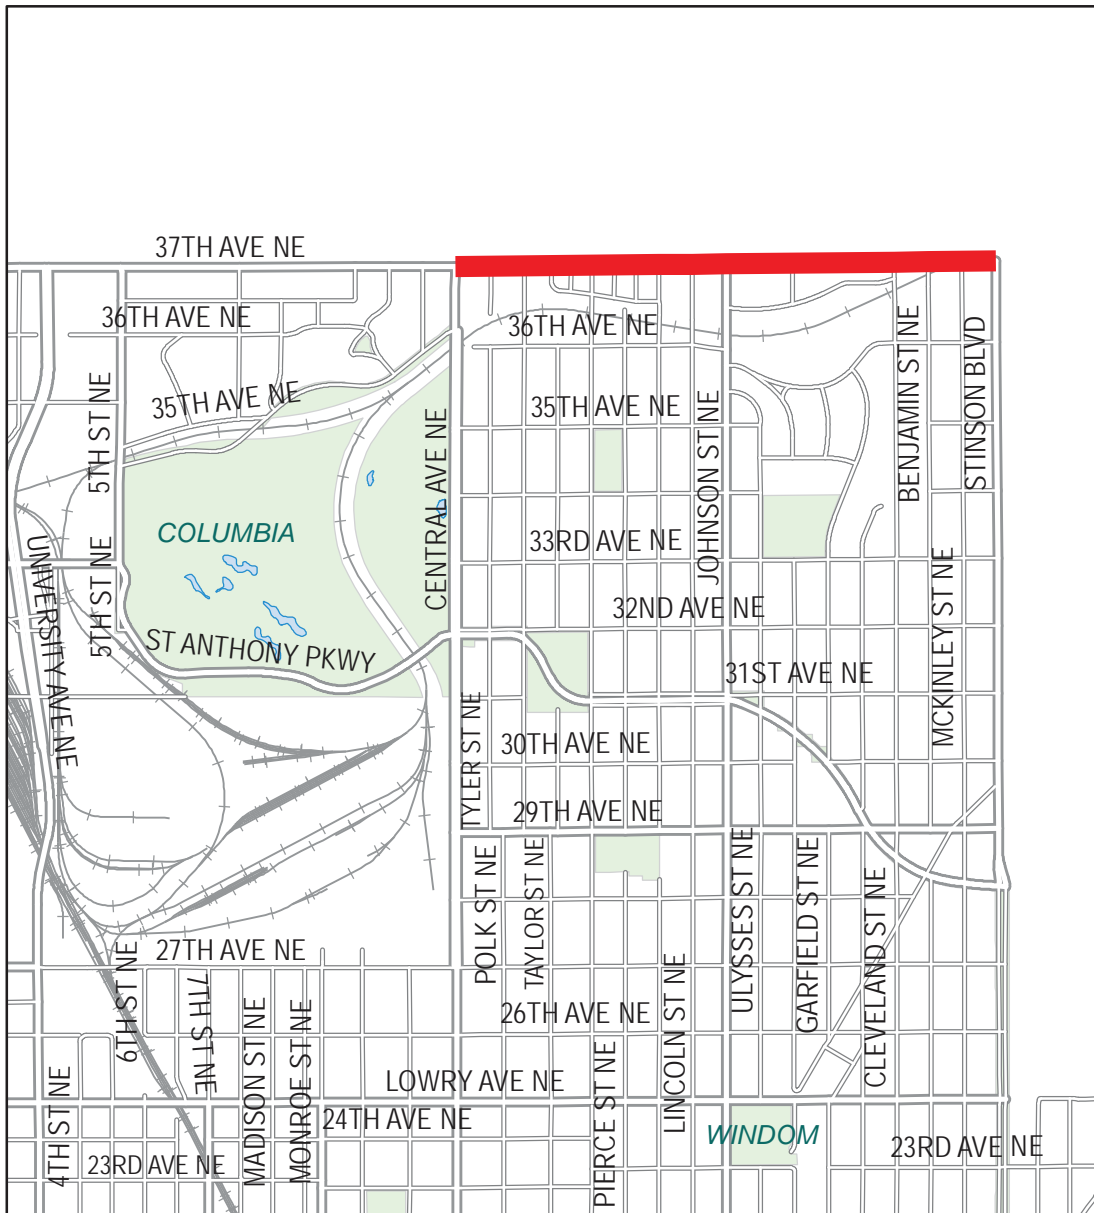 37TH AVE NE
36TH AVE NE
36TH AVE NE
35TH AVE NE
35TH AVE NE
5TH ST NE
CENTRAL AVE NE
JOHNSON ST NE
BENJAMIN ST NE
STINSON BLVD
COLUMBIA
33RD AVE NE
UNIVERSITY AVE NE
5TH ST NE
32ND AVE NE
MCKINLEY ST NE
ST ANTHONY PKWY
31ST AVE NE
TYLER ST NE
30TH AVE NE
29TH AVE NE
POLK ST NE
TAYLOR ST NE
ULYSSES ST NE
GARFIELD ST NE
CLEVELAND ST NE
27TH AVE NE
6TH ST NE
7TH ST NE
MADISON ST NE
MONROE ST NE
26TH AVE NE
LINCOLN ST NE
PIERCE ST NE
LOWRY AVE NE
4TH ST NE
24TH AVE NE
WINDOM
23RD AVE NE
23RD AVE NE